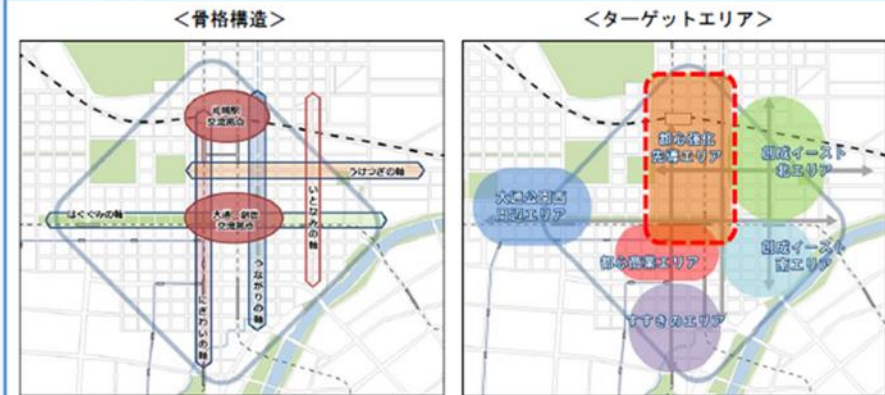 ＜骨格構造＞
＜ターゲットエリア＞
札幌駅
交流拠点
うけつぎの軸
はぐくみの軸
大通・創世
交流拠点
いとなみの軸
つながりの軸
にぎわいの軸
都心強化
先導エリア
創成イースト
北エリア
大通公園西
周辺エリア
都心商業エリア
創成イースト
南エリア
すすきのエリア